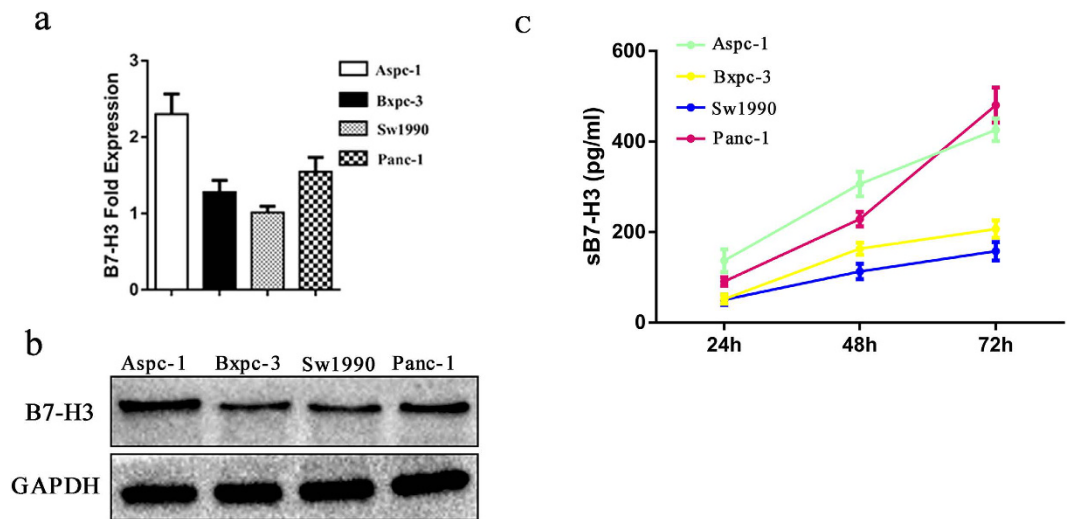 a
B7-H3 Fold Expression
3
2
1
0
Aspc-1
Bxpc-3
Sw1990
Panc-1
b
Aspc-1 Bxpc-3 Sw1990 Panc-1
B7-H3
GAPDH
C
sB7-H3 (pg/ml)
600
400
200
0
24h 48h 72h
Aspc-1
Bxpc-3
Sw1990
Panc-1